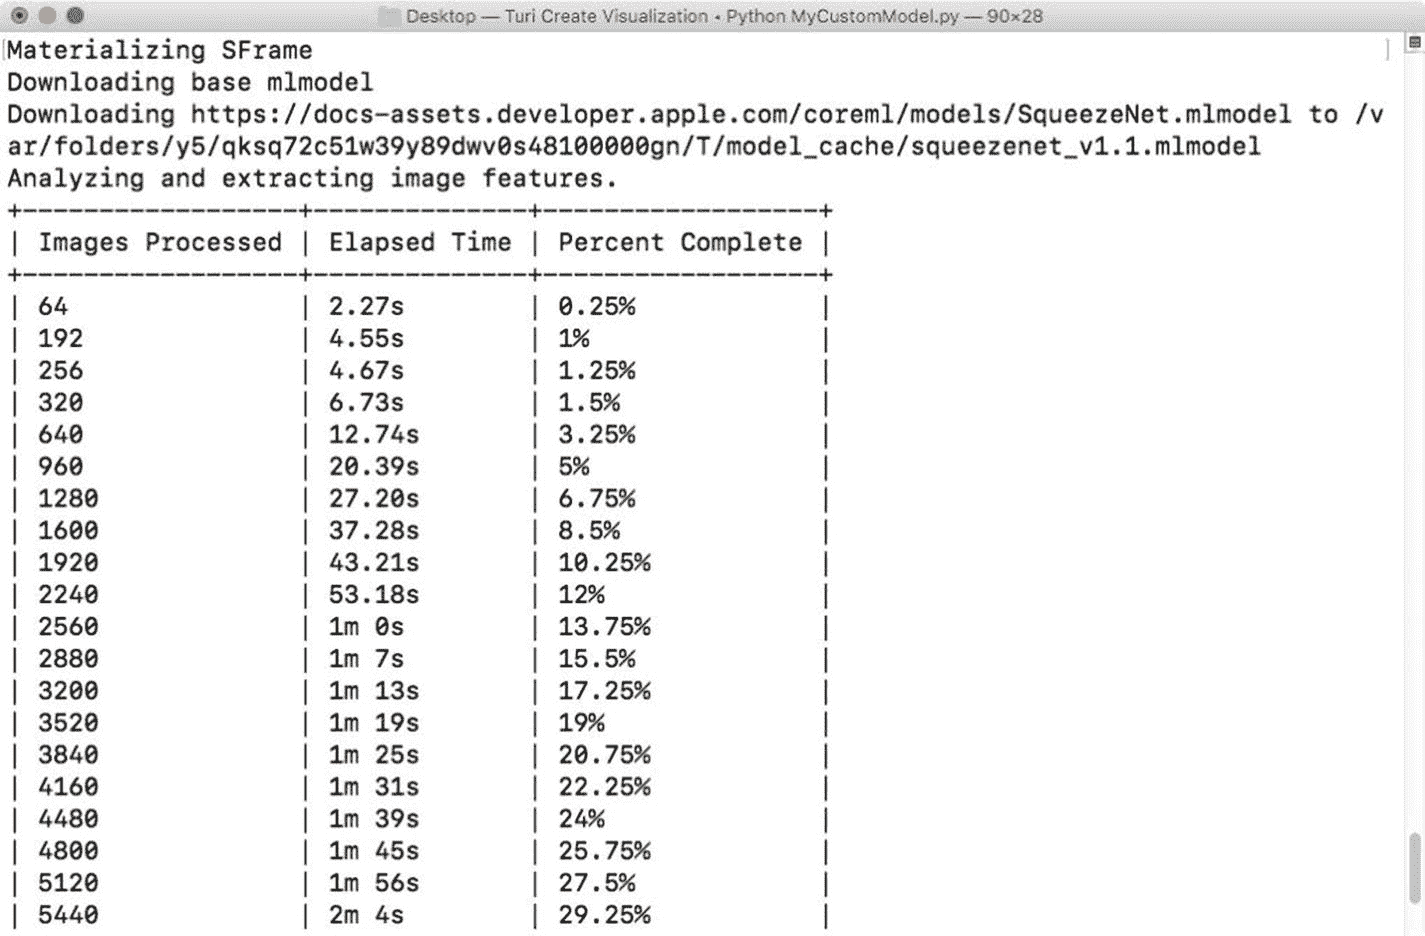 Desktop — Turi Create Visualization • Python MyCustomModel.py — 90×28
Materializing SFrame
Downloading base mlmodel
Downloading https://docs-assets.developer.apple.com/coreml/models/SqueezeNet.mlmodel to /v
ar/folders/y5/qksq72c51w39y89dwv0s48100000gn/T/model_cache/squeezenet_v1.1.mlmodel
Analyzing and extracting image features.
+------------------+--------------+------------------+
| Images Processed | Elapsed Time | Percent Complete |
+------------------+--------------+------------------+
| 64               | 2.27s        | 0.25%            |
| 192              | 4.55s        | 1%               |
| 256              | 4.67s        | 1.25%            |
| 320              | 6.73s        | 1.5%             |
| 640              | 12.74s       | 3.25%            |
| 960              | 20.39s       | 5%               |
| 1280             | 27.20s       | 6.75%            |
| 1600             | 37.28s       | 8.5%             |
| 1920             | 43.21s       | 10.25%           |
| 2240             | 53.18s       | 12%              |
| 2560             | 1m 0s        | 13.75%           |
| 2880             | 1m 7s        | 15.5%            |
| 3200             | 1m 13s       | 17.25%           |
| 3520             | 1m 19s       | 19%              |
| 3840             | 1m 25s       | 20.75%           |
| 4160             | 1m 31s       | 22.25%           |
| 4480             | 1m 39s       | 24%              |
| 4800             | 1m 45s       | 25.75%           |
| 5120             | 1m 56s       | 27.5%            |
| 5440             | 2m 4s        | 29.25%           |